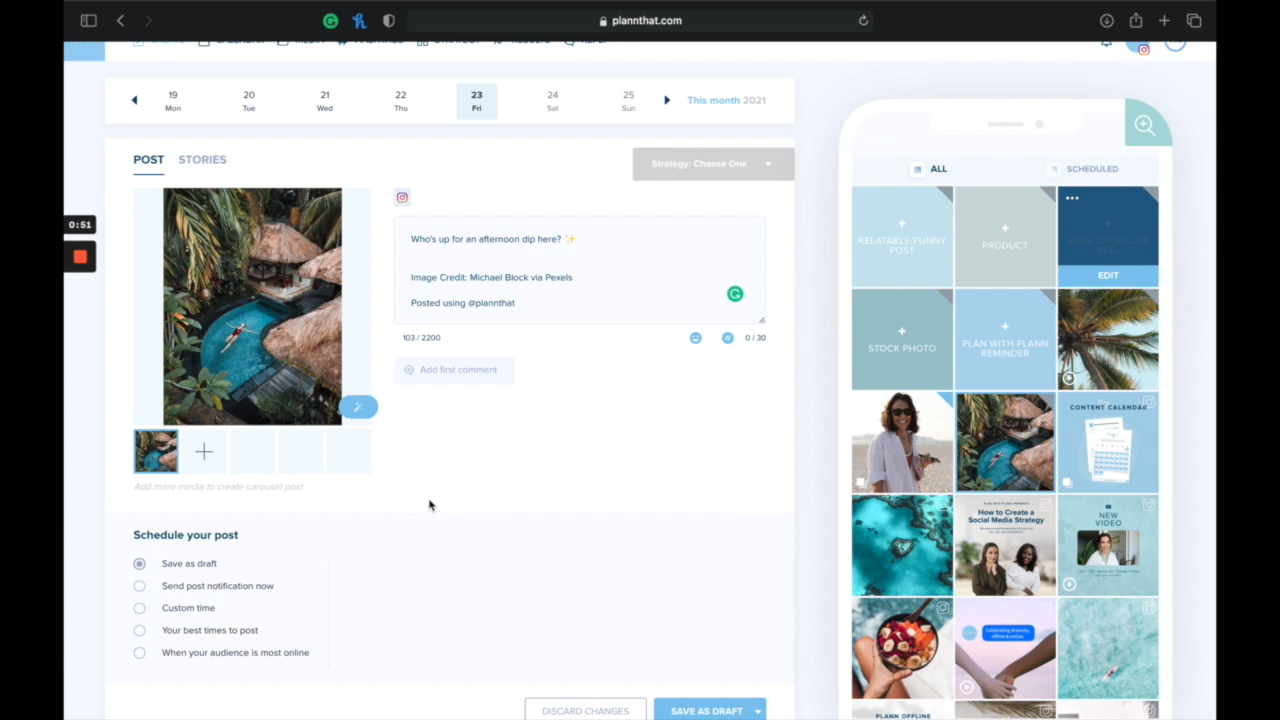 plannthat.com
19 20 21 22 23 24 25
Mon Tue Wed Thu Fri Sat Sun
This month 2021
POST STORIES
Strategy: Choose One
0:51
Who's up for an afternoon dip here? ✨
Image Credit: Michael Block via Pexels
Posted using @plannthat
103 / 2200
0 / 30
Add first comment
Add more media to create carousel post
Schedule your post
Save as draft
Send post notification now
Custom time
Your best times to post
When your audience is most online
DISCARD CHANGES
SAVE AS DRAFT
ALL
SCHEDULED
RELATABLE/FUNNY
POST
PRODUCT
EDIT
STOCK PHOTO
PLAN WITH PLANN
REMINDER
CONTENT CALENDAR
How to Create a
Social Media Strategy
NEW
VIDEO
Celebrating diversity,
offline & online
PLANN OFFLINE